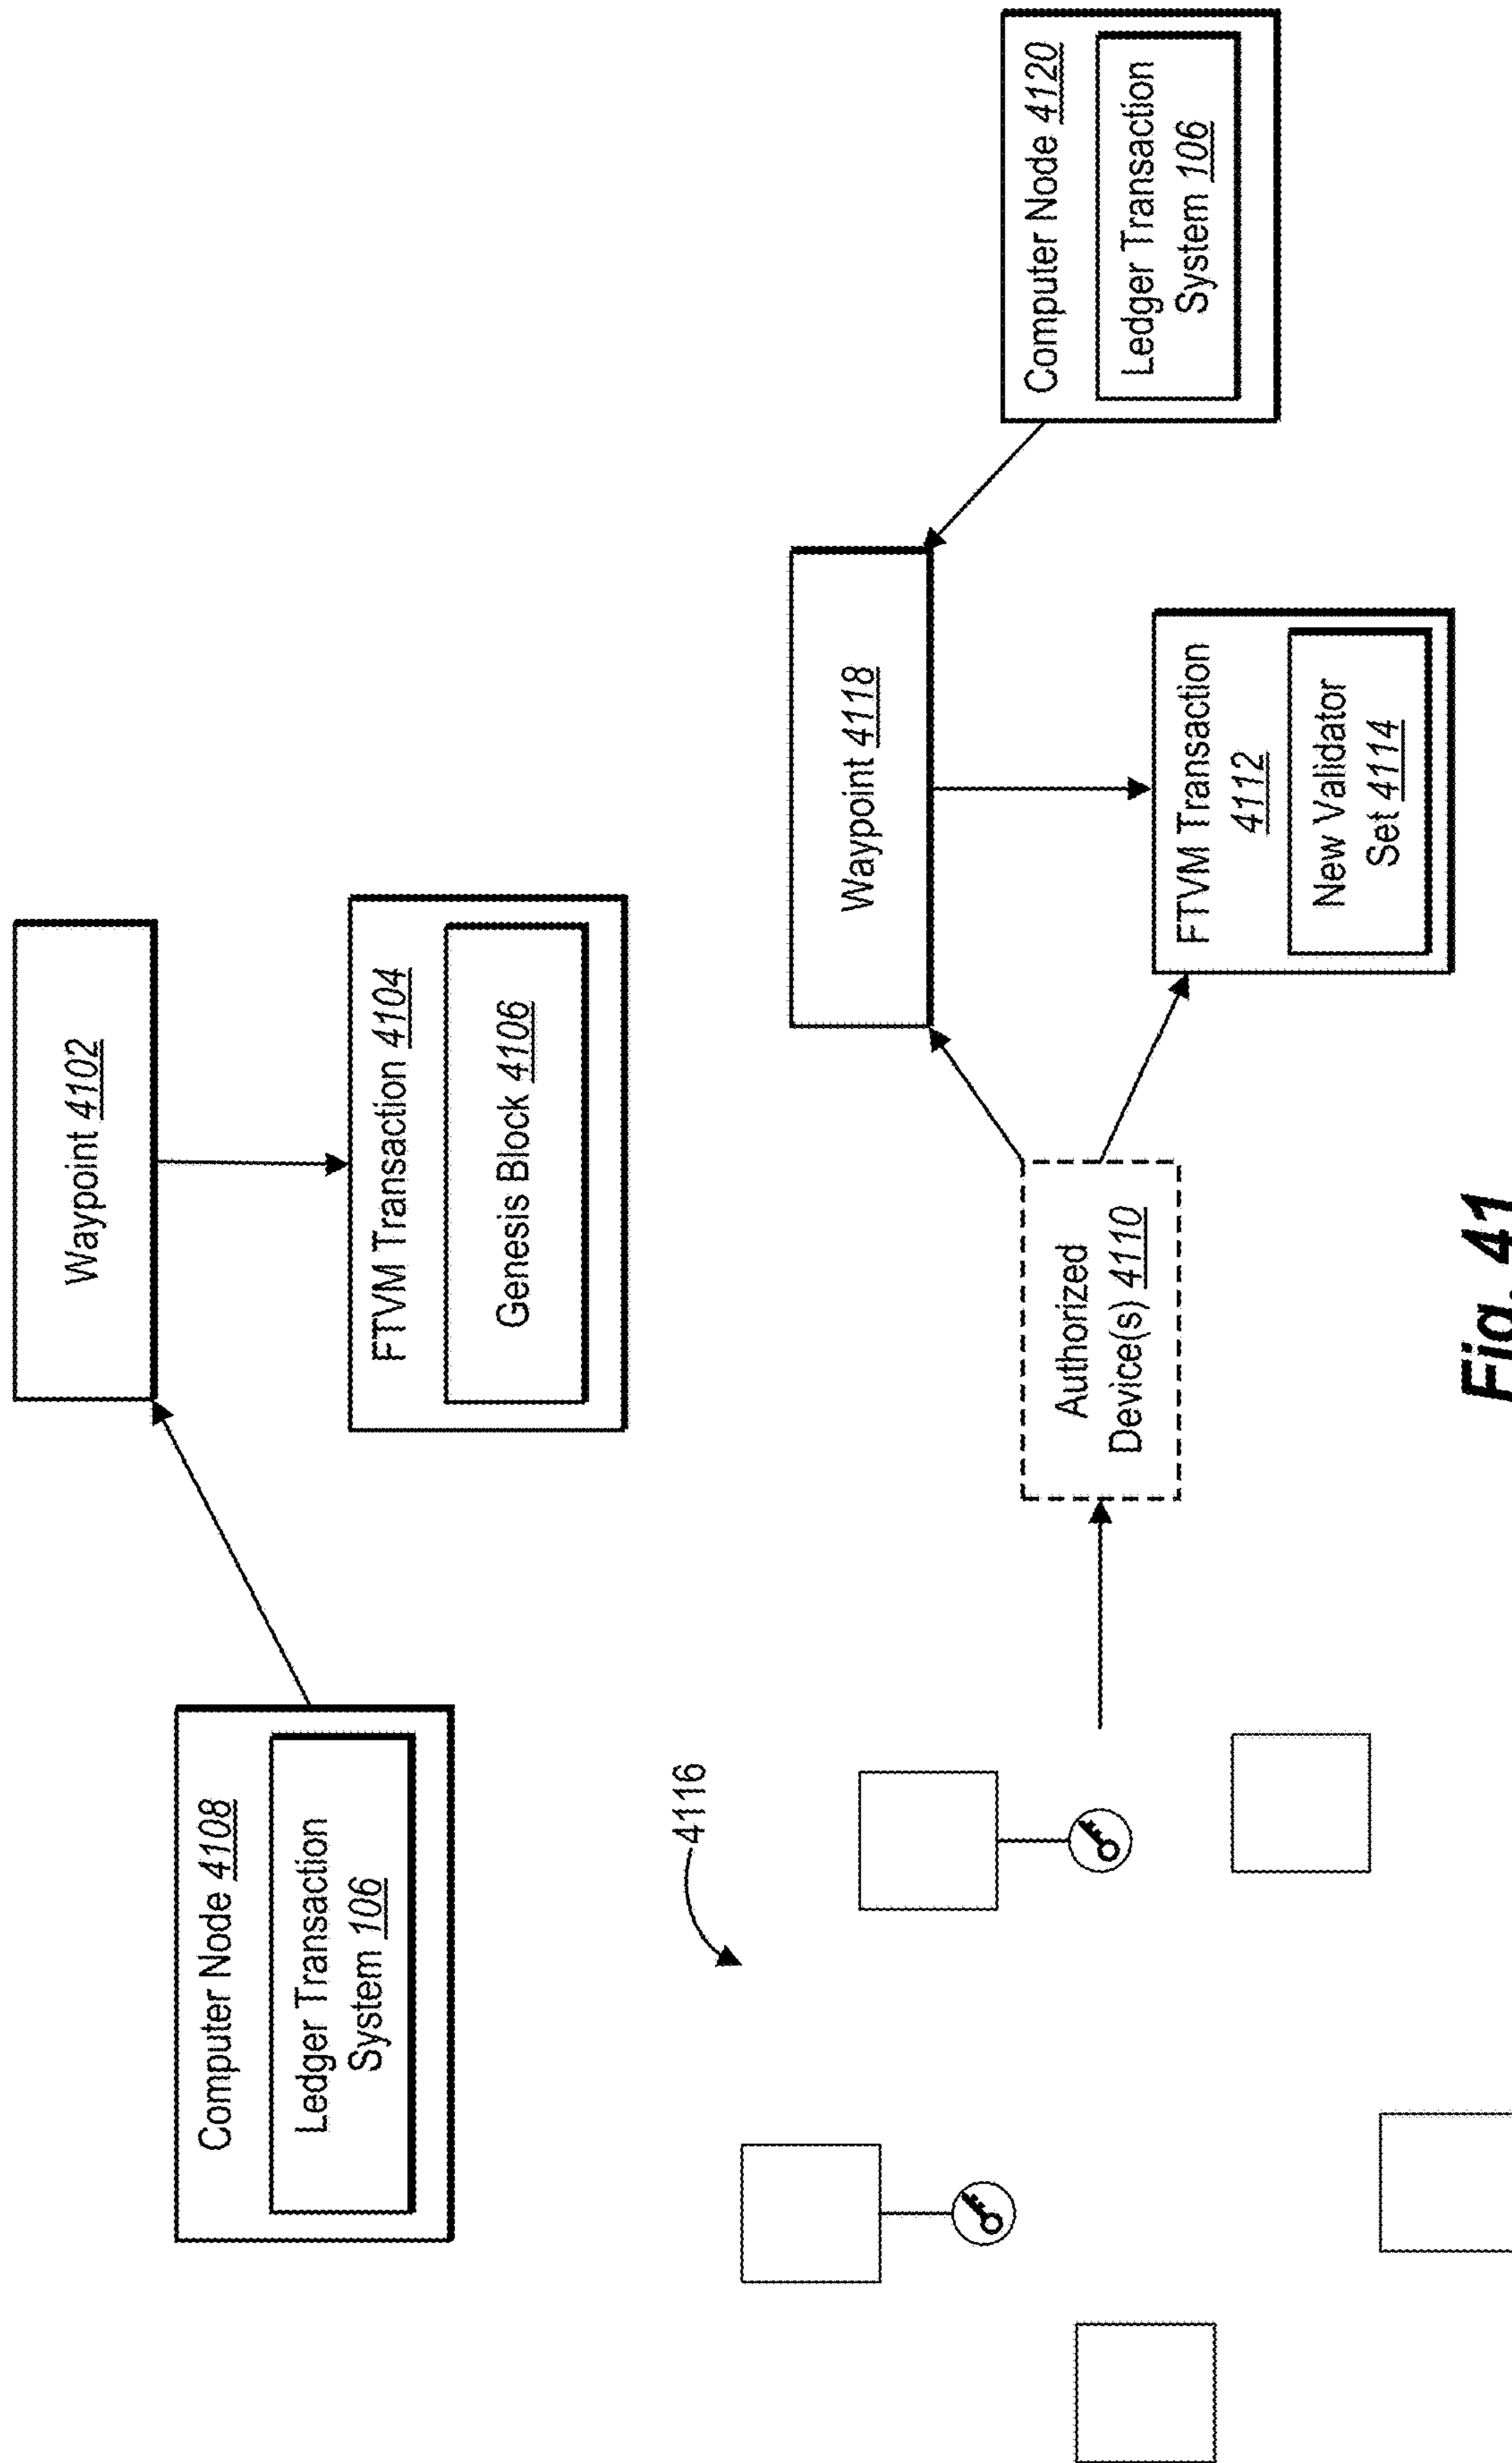 Computer Node 4108
Ledger Transaction
System 106
Waypoint 4102
FTVM Transaction 4104
Genesis Block 4106
4116
Authorized
Device(s) 4110
Waypoint 4118
FTVM Transaction
4112
New Validator
Set 4114
Computer Node 4120
Ledger Transaction
System 106
Fig. 41